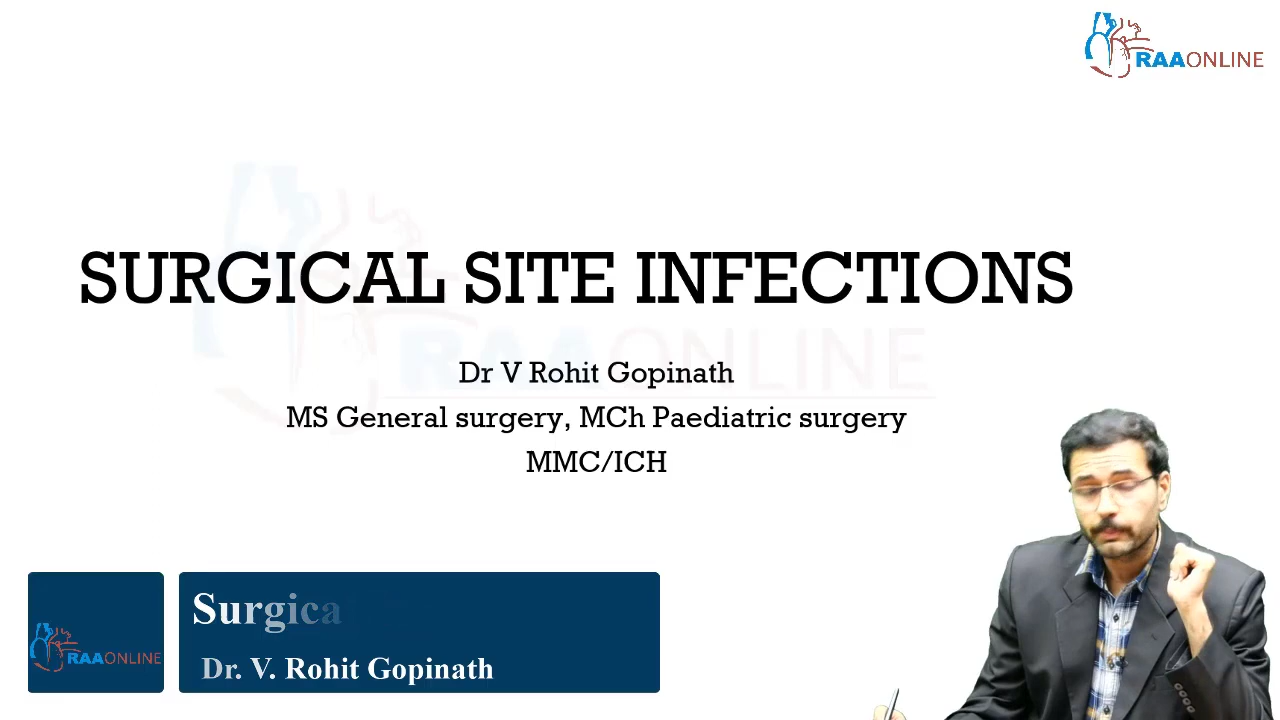 RAAONLINE
SURGICAL SITE INFECTIONS
RAAONLINE
Dr V Rohit Gopinath
MS General surgery, MCh Paediatric surgery
MMC/ICH
Surgica
RAAONLINE
Dr. V. Rohit Gopinath